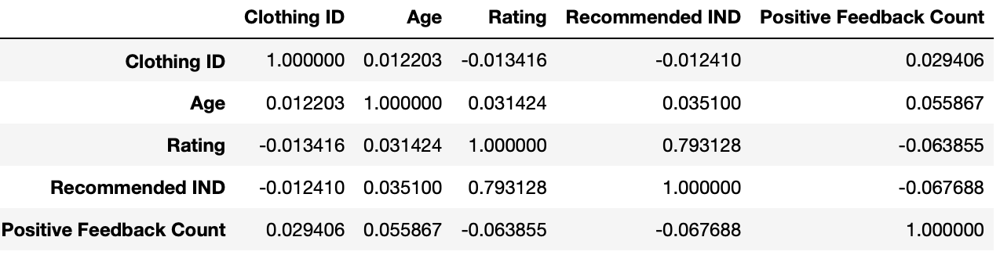 Clothing ID Age Rating Recommended IND Positive Feedback Count
Clothing ID 1.000000 0.012203 -0.013416 -0.012410 0.029406
Age 0.012203 1.000000 0.031424 0.035100 0.055867
Rating -0.013416 0.031424 1.000000 0.793128 -0.063855
Recommended IND -0.012410 0.035100 0.793128 1.000000 -0.067688
Positive Feedback Count 0.029406 0.055867 -0.063855 -0.067688 1.000000